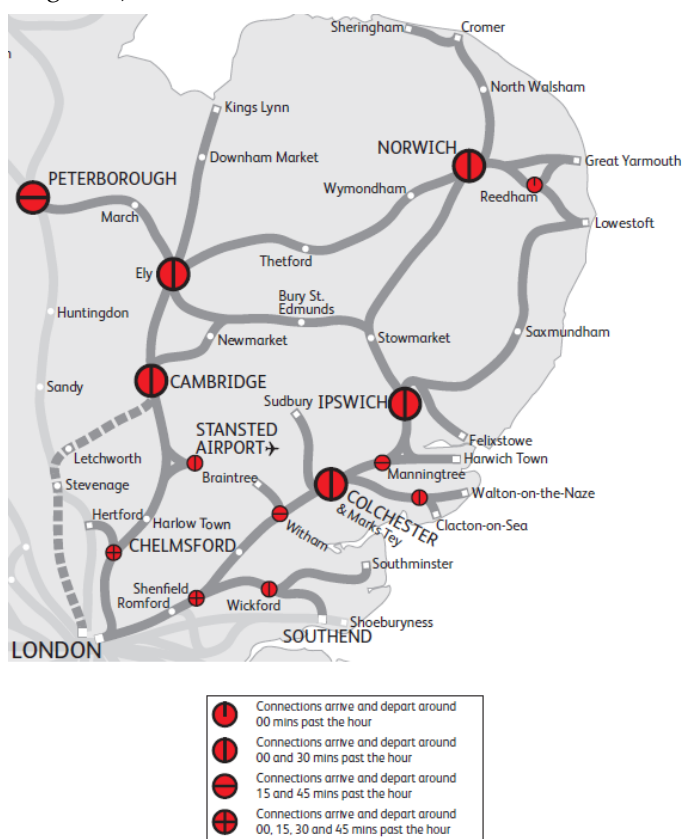 Sheringham
Cromer
North Walsham
Kings Lynn
NORWICH
Great Yarmouth
Downham Market
PETERBOROUGH
Wymondham
Reedham
March
Lowestoft
Thetford
Ely
Bury St.
Edmunds
Huntingdon
Newmarket
Stowmarket
Saxmundham
CAMBRIDGE
Sandy
Sudbury
IPSWICH
STANSTED
AIRPORT
Felixstowe
Letchworth
Harwich Town
Manningtree
Braintree
Stevenage
Walton-on-the-Naze
COLCHESTER
& Marks Tey
Hertford
Harlow Town
Witham
Clacton-on-Sea
CHELMSFORD
Southminster
Shenfield
Romford
Wickford
Shoeburyness
SOUTHEND
LONDON
Connections arrive and depart around
00 mins past the hour
Connections arrive and depart around
00 and 30 mins past the hour
Connections arrive and depart around
15 and 45 mins past the hour
Connections arrive and depart around
00, 15, 30 and 45 mins past the hour